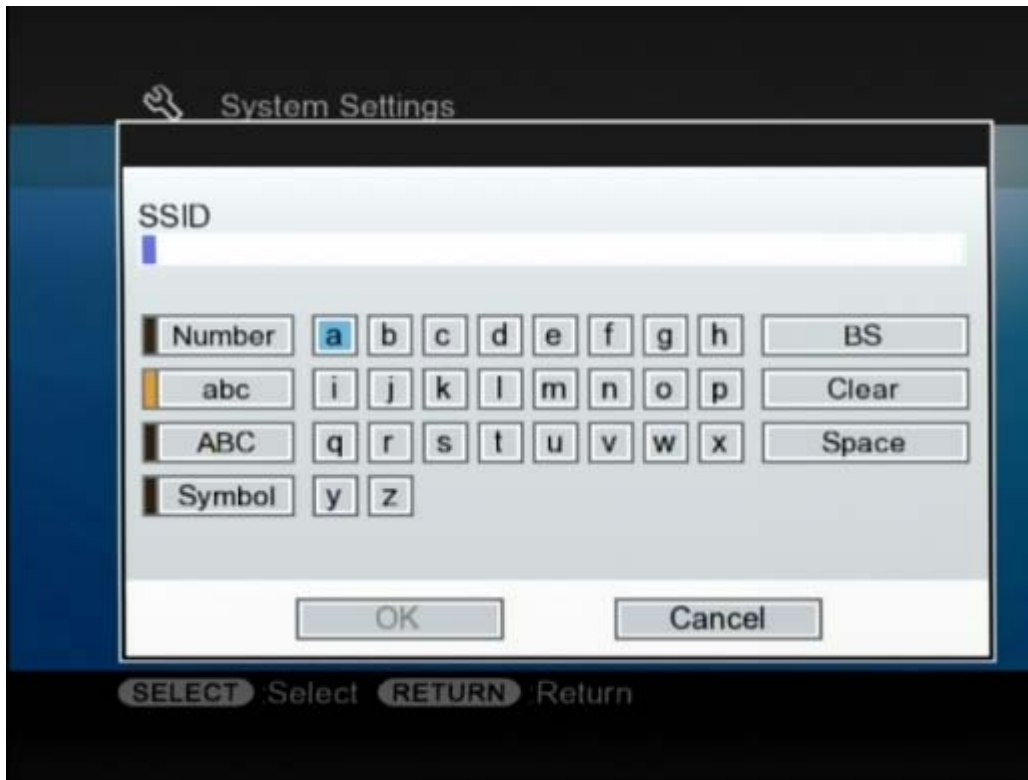 System Settings
SSID
Number a b c d e f g h BS
abc i j k l m n o p Clear
ABC q r s t u v w x Space
Symbol y z
OK Cancel
SELECT :Select RETURN :Return